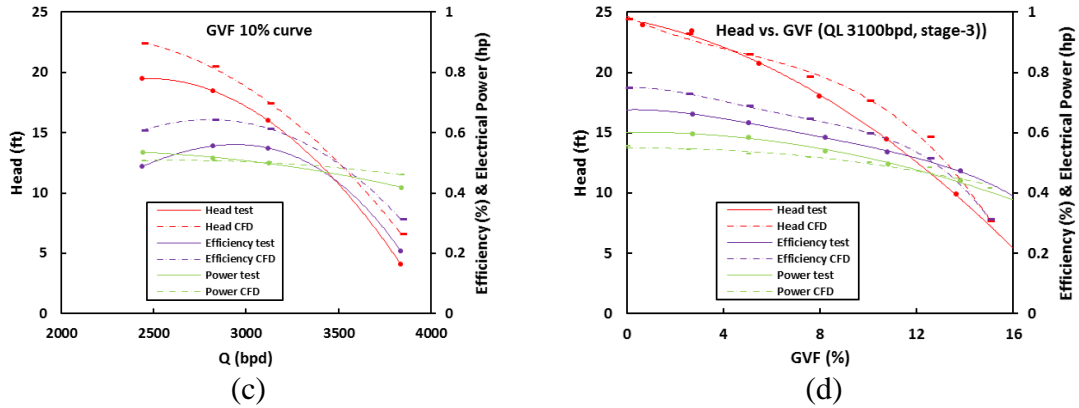 GVF 10% curve
25
20
15
10
5
0
Head (ft)
1
0.8
0.6
0.4
0.2
0
Efficiency (%) & Electrical Power (hp)
Head test
Head CFD
Efficiency test
Efficiency CFD
Power test
Power CFD
2000
2500
3000
3500
4000
Q (bpd)
(c)
Head vs. GVF (QL 3100bpd, stage-3))
25
20
15
10
5
0
Head (ft)
1
0.8
0.6
0.4
0.2
0
Efficiency (%) & Electrical Power (hp)
Head test
Head CFD
Efficiency test
Efficiency CFD
Power test
Power CFD
0
4
8
12
16
GVF (%)
(d)